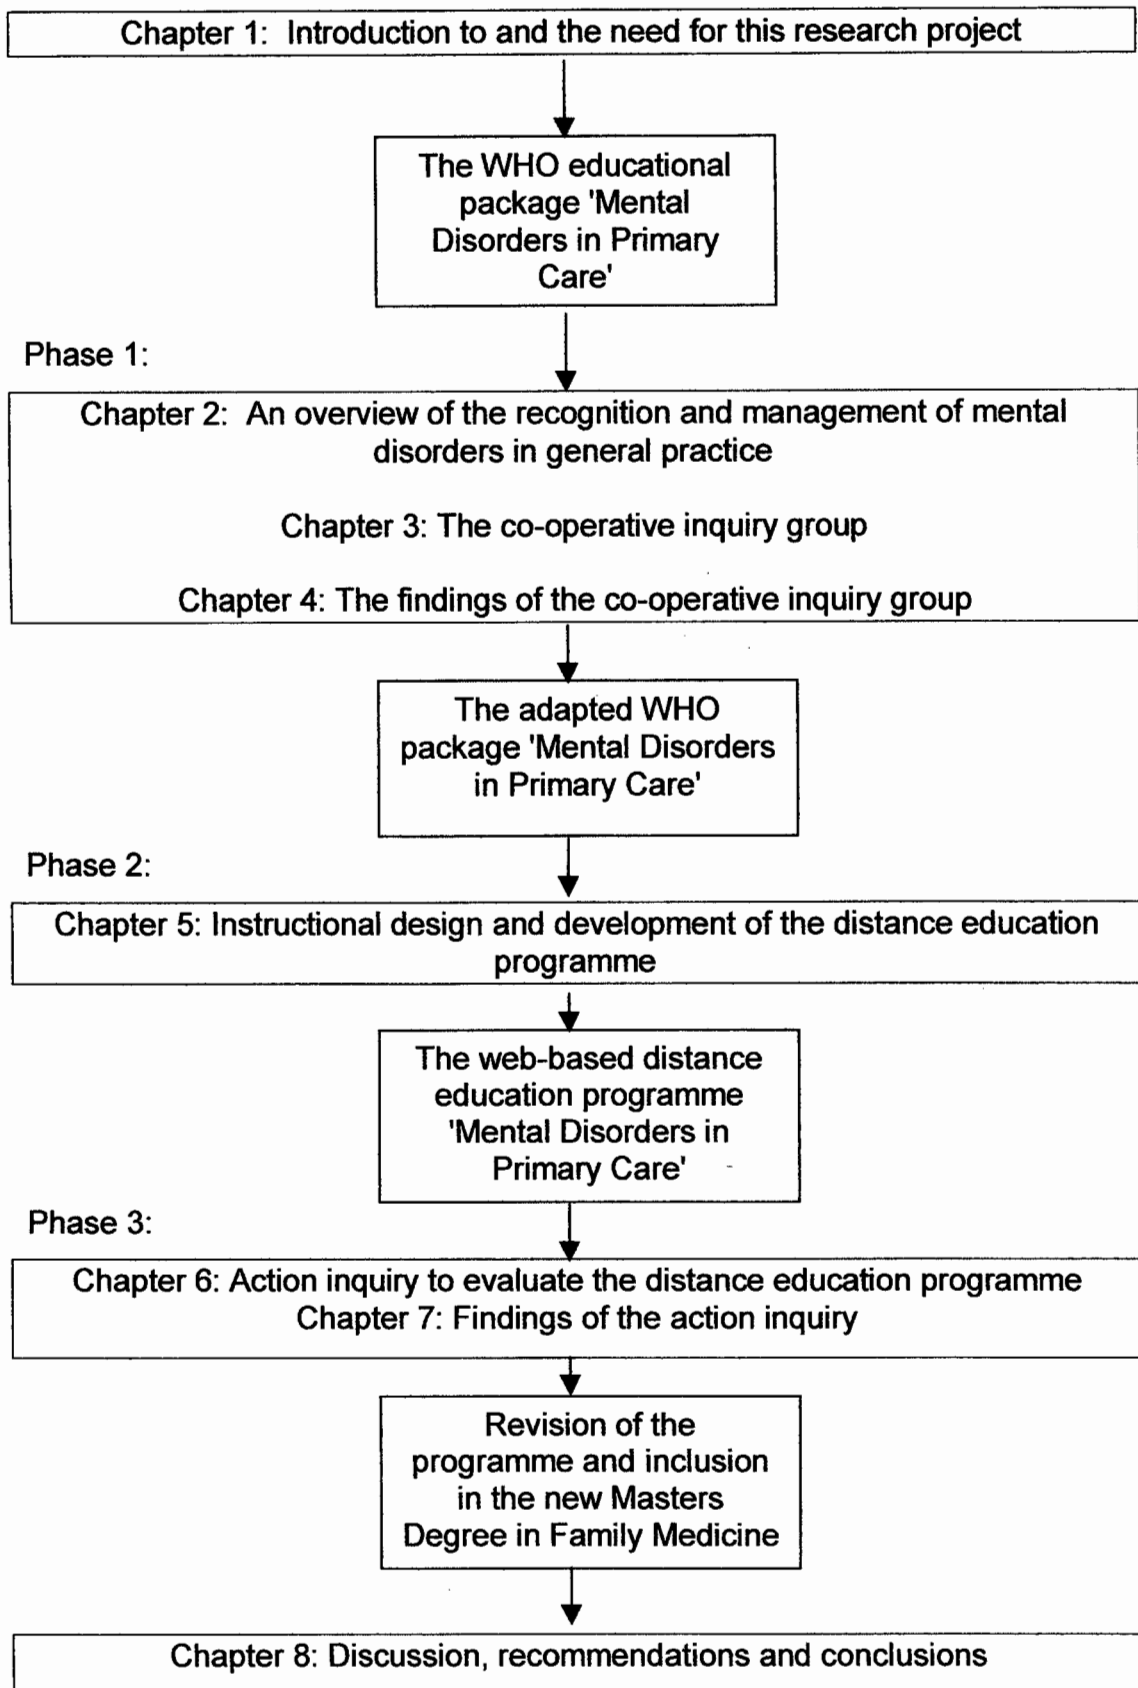 Chapter 1:  Introduction to and the need for this research project
The WHO educational
package 'Mental
Disorders in Primary
Care'
Phase 1:
Chapter 2:  An overview of the recognition and management of mental
disorders in general practice
Chapter 3: The co-operative inquiry group
Chapter 4: The findings of the co-operative inquiry group
The adapted WHO
package 'Mental Disorders
in Primary Care'
Phase 2:
Chapter 5: Instructional design and development of the distance education
programme
The web-based distance
education programme
'Mental Disorders in
Primary Care'
Phase 3:
Chapter 6: Action inquiry to evaluate the distance education programme
Chapter 7: Findings of the action inquiry
Revision of the
programme and inclusion
in the new Masters
Degree in Family Medicine
Chapter 8: Discussion, recommendations and conclusions